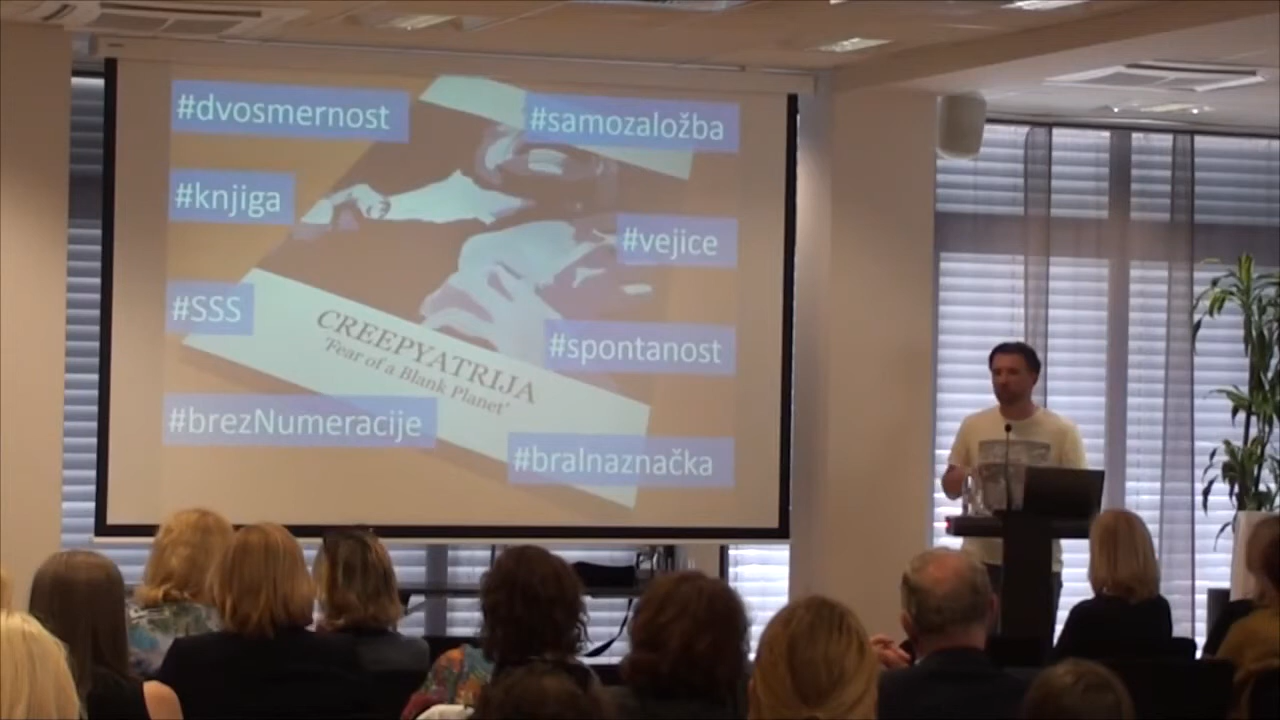 #dvosmernost
#samozaložba
#knjiga
#vejice
#SSS
CREEPYATRIJA
'Fear of a Blank Planet'
#spontanost
#brezNumeracije
#bralnaznačka